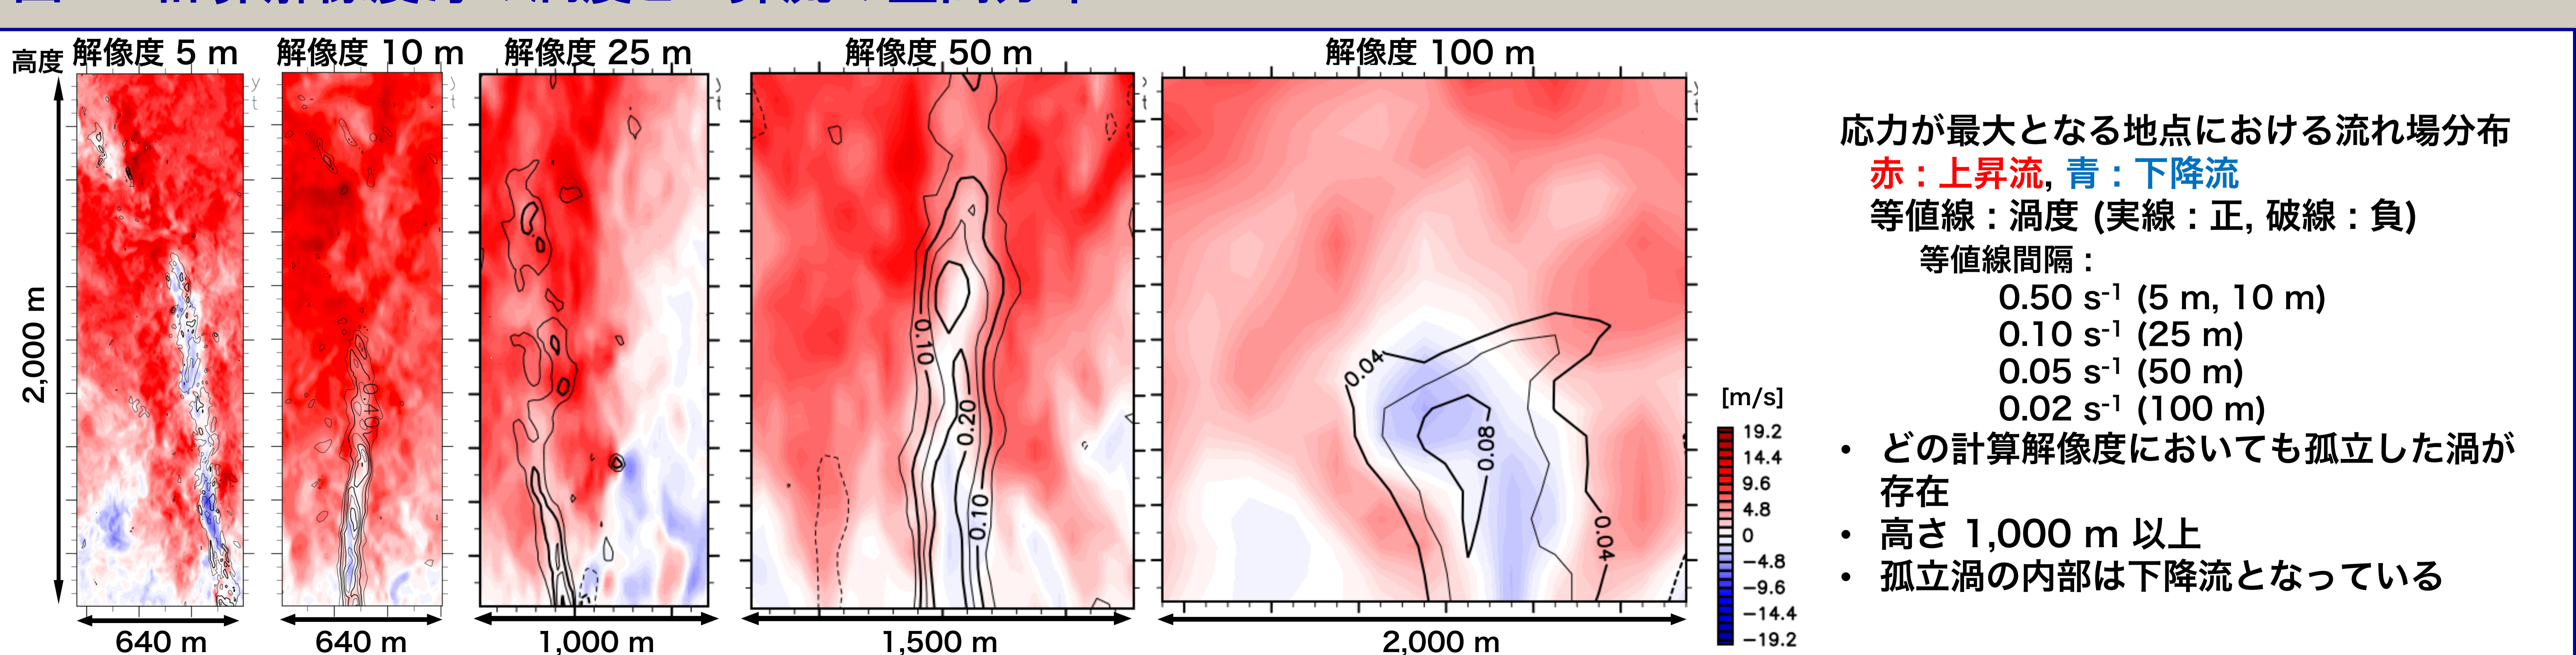 高度
解像度 5 m
解像度 10 m
解像度 25 m
解像度 50 m
解像度 100 m
2,000 m
0.40
0.10
0.20
0.10
0.04
0.08
0.04
640 m
640 m
1,000 m
1,500 m
2,000 m
[m/s]
19.2
14.4
9.6
4.8
0
−4.8
−9.6
−14.4
−19.2
応力が最大となる地点における流れ場分布
赤：上昇流, 青：下降流
等値線：渦度 (実線：正, 破線：負)
等値線間隔：
0.50 s⁻¹ (5 m, 10 m)
0.10 s⁻¹ (25 m)
0.05 s⁻¹ (50 m)
0.02 s⁻¹ (100 m)
• どの計算解像度においても孤立した渦が
存在
• 高さ 1,000 m 以上
• 孤立渦の内部は下降流となっている